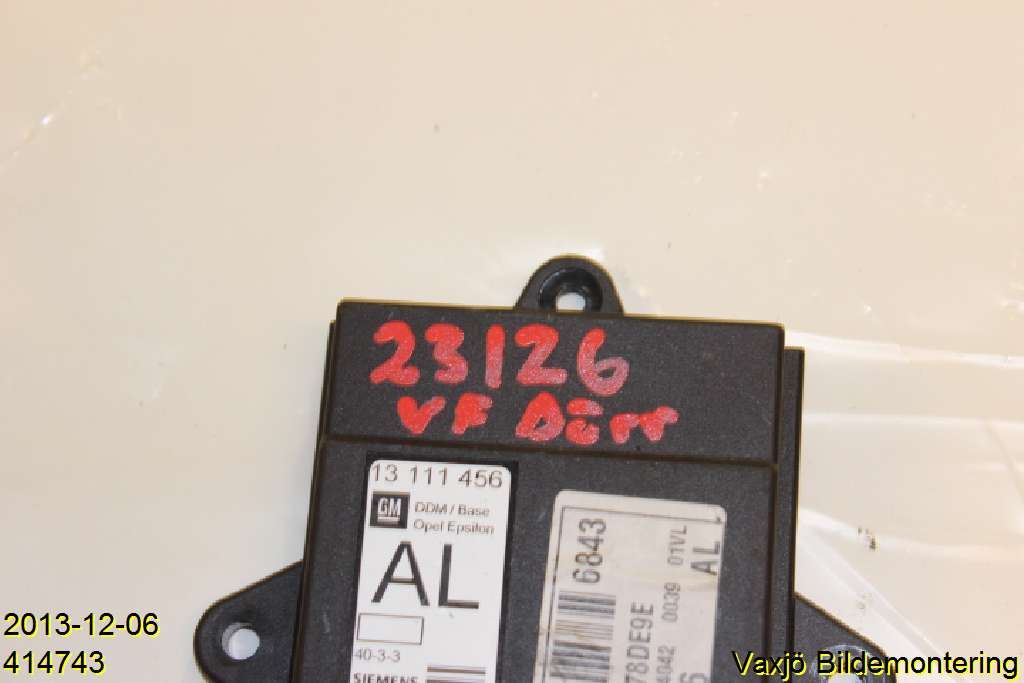 23126
VF Dörr
13 111 456
GM
DDM / Base
Opel Epsilon
AL
40-3-3
SIEMENS
6843
78DE9E
4042 0039 01VL
AL
2013-12-06
414743
Vaxjö Bildemontering